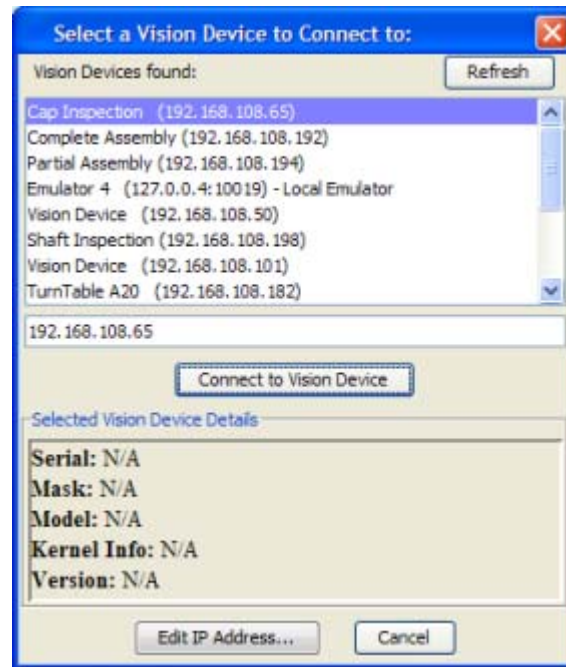 Select a Vision Device to Connect to:
Vision Devices found:
Refresh
Cap Inspection (192.168.108.65)
Complete Assembly (192.168.108.192)
Partial Assembly (192.168.108.194)
Emulator 4 (127.0.0.4:10019) - Local Emulator
Vision Device (192.168.108.50)
Shaft Inspection (192.168.108.198)
Vision Device (192.168.108.101)
TurnTable A20 (192.168.108.182)
192.168.108.65
Connect to Vision Device
Selected Vision Device Details
Serial: N/A
Mask: N/A
Model: N/A
Kernel Info: N/A
Version: N/A
Edit IP Address... Cancel